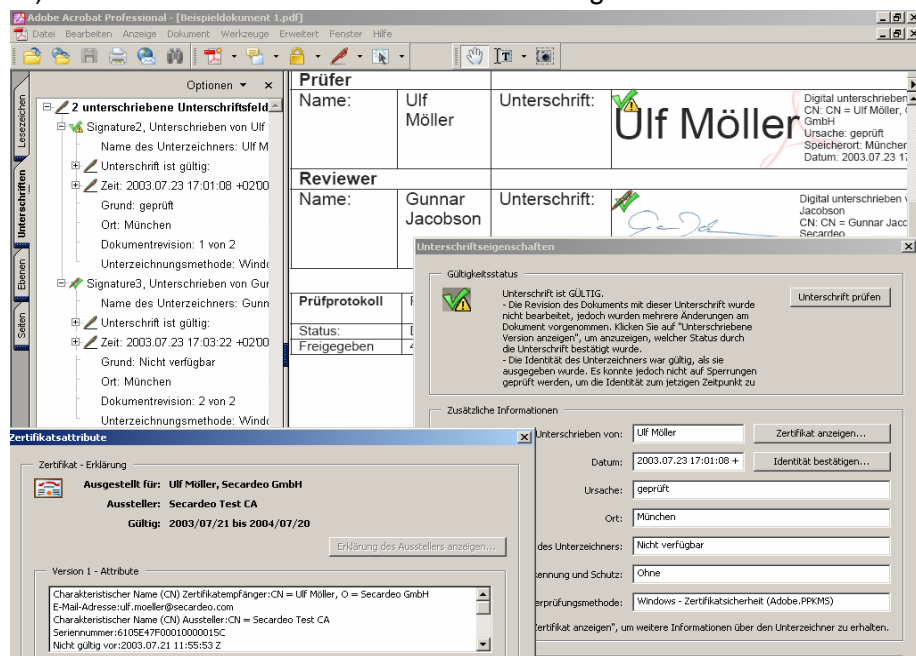 Adobe Acrobat Professional - [Beispieldokument 1.pdf]
Datei Bearbeiten Anzeige Dokument Werkzeuge Erweitert Fenster Hilfe
Optionen
Lesezeichen
Unterschriften
Ebenen
Seiten
2 unterschriebene Unterschriftsfeld
Signature2, Unterschrieben von Ulf
Name des Unterzeichners: Ulf M
Unterschrift ist gültig:
Zeit: 2003.07.23 17:01:08 +02'00
Grund: geprüft
Ort: München
Dokumentrevision: 1 von 2
Unterzeichnungsmethode: Windo
Signature3, Unterschrieben von Gun
Name des Unterzeichners: Gunn
Unterschrift ist gültig:
Zeit: 2003.07.23 17:03:22 +02'00
Grund: Nicht verfügbar
Ort: München
Dokumentrevision: 2 von 2
Unterzeichnungsmethode: Windo
Prüfer
Name: Ulf Möller Unterschrift: Ulf Möller
Digital unterschrieben
CN: CN = Ulf Möller,
GmbH
Ursache: geprüft
Speicherort: München
Datum: 2003.07.23 17
Reviewer
Name: Gunnar Jacobson Unterschrift:
Digital unterschrieben
Jacobson
CN: CN = Gunnar Jaco
Secardeo
Prüfprotokoll
Status:
Freigegeben
Unterschriftseigenschaften
Gültigkeitsstatus
Unterschrift ist GÜLTIG.
- Die Revision des Dokuments mit dieser Unterschrift wurde
nicht bearbeitet, jedoch wurden mehrere Änderungen am
Dokument vorgenommen. Klicken Sie auf "Unterschriebene
Version anzeigen", um anzuzeigen, welcher Status durch
die Unterschrift bestätigt wurde.
- Die Identität des Unterzeichners war gültig, als sie
ausgegeben wurde. Es konnte jedoch nicht auf Sperrungen
geprüft werden, um die Identität zum jetzigen Zeitpunkt zu
Unterschrift prüfen
Zusätzliche Informationen
Unterschrieben von: Ulf Möller Zertifikat anzeigen...
Datum: 2003.07.23 17:01:08 + Identität bestätigen...
Ursache: geprüft
Ort: München
des Unterzeichners: Nicht verfügbar
ennung und Schutz: Ohne
erprüfungsmethode: Windows - Zertifikatsicherheit (Adobe.PPKMS)
ertifikat anzeigen", um weitere Informationen über den Unterzeichner zu erhalten.
Zertifikatsattribute
Zertifikat - Erklärung
Ausgestellt für: Ulf Möller, Secardeo GmbH
Aussteller: Secardeo Test CA
Gültig: 2003/07/21 bis 2004/07/20
Erklärung des Ausstellers anzeigen...
Version 1 - Attribute
Charakteristischer Name (CN) Zertifikatempfänger:CN = Ulf Möller, O = Secardeo GmbH
E-Mail-Adresse:ulf.moeller@secardeo.com
Charakteristischer Name (CN) Aussteller:CN = Secardeo Test CA
Seriennummer:6105E47F00010000015C
Nicht gültig vor:2003.07.21 11:55:53 Z